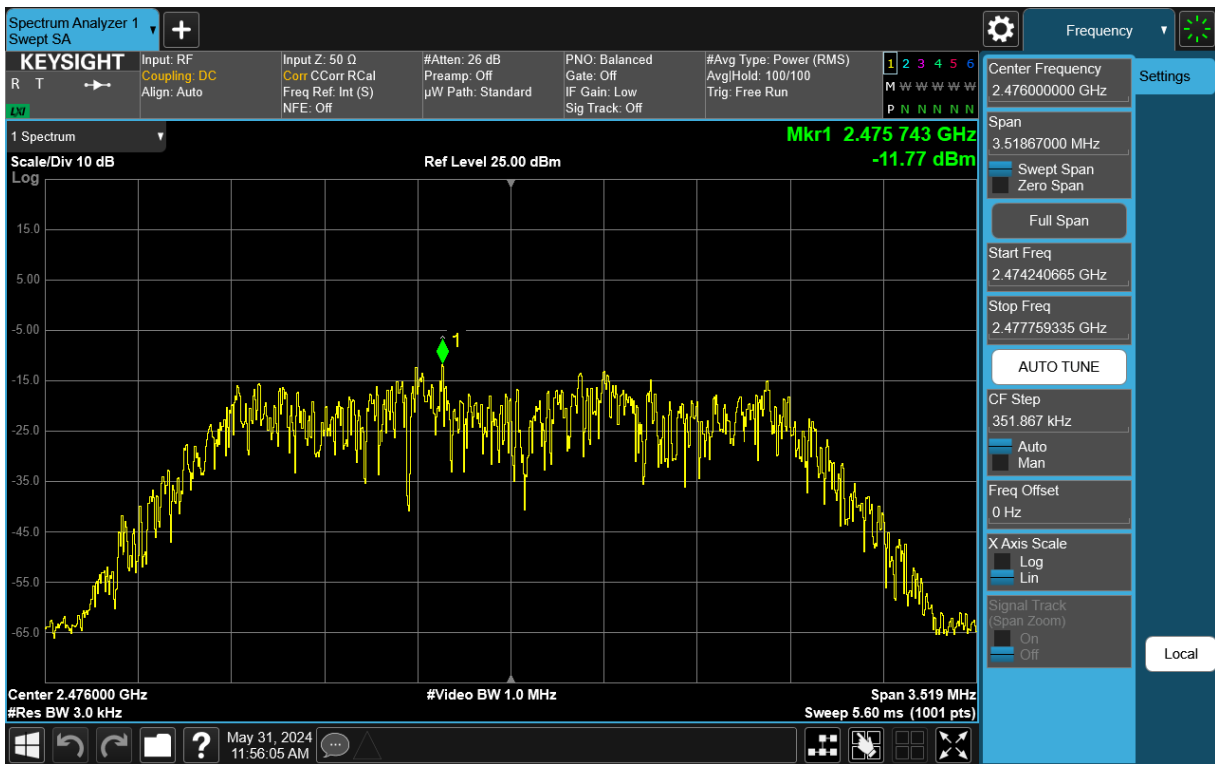 Spectrum Analyzer 1
Swept SA
Frequency
KEYSIGHT
R T
LXI
Input: RF
Coupling: DC
Align: Auto
Input Z: 50 Ω
Corr CCorr RCal
Freq Ref: Int (S)
NFE: Off
#Atten: 26 dB
Preamp: Off
µW Path: Standard
PNO: Balanced
Gate: Off
IF Gain: Low
Sig Track: Off
#Avg Type: Power (RMS)
Avg|Hold: 100/100
Trig: Free Run
1 2 3 4 5 6
M W W W W W
P N N N N N
1 Spectrum
Scale/Div 10 dB
Log
Ref Level 25.00 dBm
Mkr1 2.475 743 GHz
-11.77 dBm
15.0
5.00
-5.00
-15.0
-25.0
-35.0
-45.0
-55.0
-65.0
1
Center 2.476000 GHz
#Video BW 1.0 MHz
Span 3.519 MHz
#Res BW 3.0 kHz
Sweep 5.60 ms (1001 pts)
Center Frequency
2.476000000 GHz
Settings
Span
3.51867000 MHz
Swept Span
Zero Span
Full Span
Start Freq
2.474240665 GHz
Stop Freq
2.477759335 GHz
AUTO TUNE
CF Step
351.867 kHz
Auto
Man
Freq Offset
0 Hz
X Axis Scale
Log
Lin
Signal Track
(Span Zoom)
On
Off
Local
?
May 31, 2024
11:56:05 AM